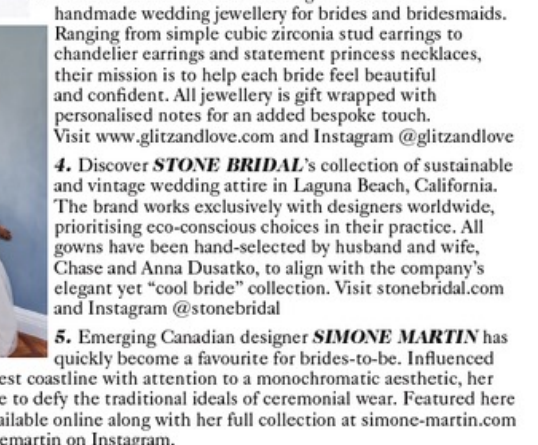 handmade wedding jewellery for brides and bridesmaids.
Ranging from simple cubic zirconia stud earrings to
chandelier earrings and statement princess necklaces,
their mission is to help each bride feel beautiful
and confident. All jewellery is gift wrapped with
personalised notes for an added bespoke touch.
Visit www.glitzandlove.com and Instagram @glitzandlove
4. Discover STONE BRIDAL's collection of sustainable
and vintage wedding attire in Laguna Beach, California.
The brand works exclusively with designers worldwide,
prioritising eco-conscious choices in their practice. All
gowns have been hand-selected by husband and wife,
Chase and Anna Dusatko, to align with the company's
elegant yet “cool bride” collection. Visit stonebridal.com
and Instagram @stonebridal
5. Emerging Canadian designer SIMONE MARTIN has
quickly become a favourite for brides-to-be. Influenced
est coastline with attention to a monochromatic aesthetic, her
e to defy the traditional ideals of ceremonial wear. Featured here
ailable online along with her full collection at simone-martin.com
emartin on Instagram.